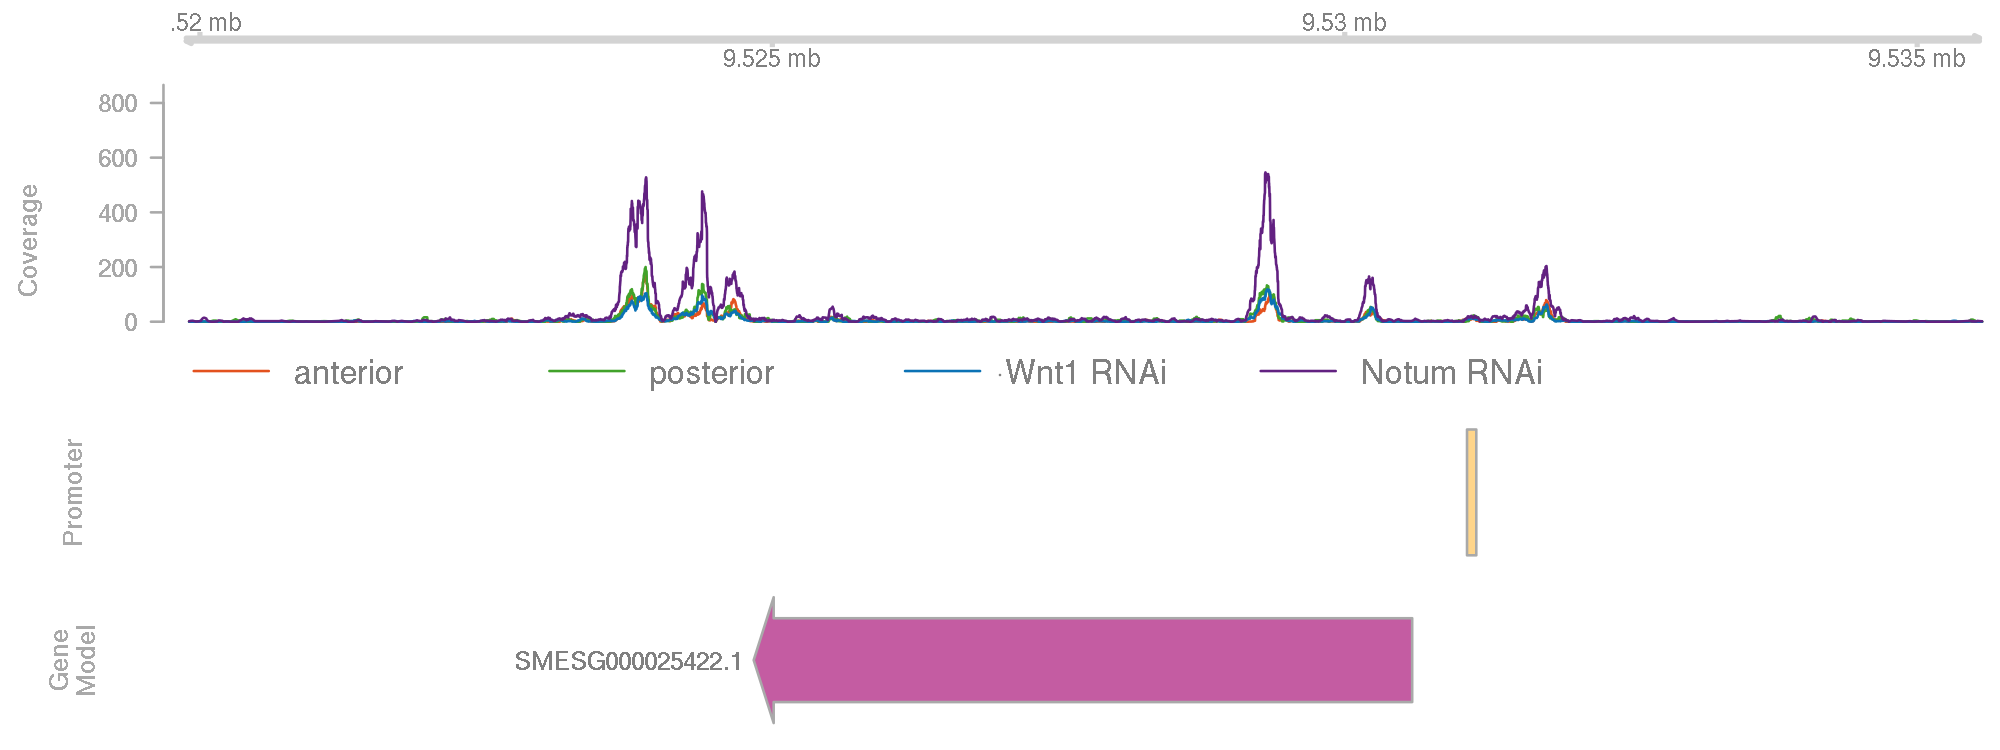 .52 mb
9.53 mb
9.525 mb
9.535 mb
Coverage
800
600
400
200
0
anterior
posterior
Wnt1 RNAi
Notum RNAi
Promoter
Gene
Model
SMESG000025422.1